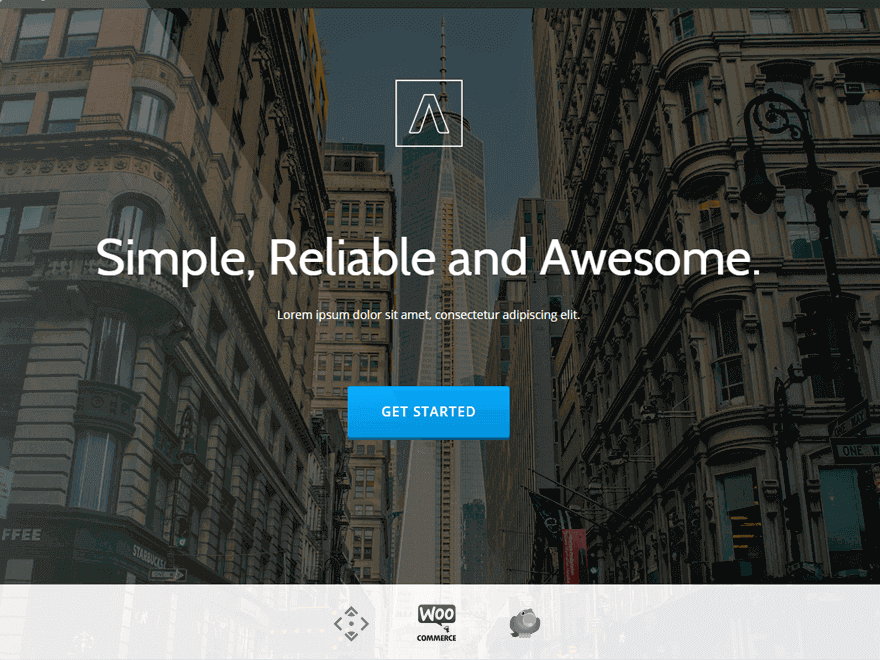 Simple, Reliable and Awesome.
Lorem ipsum dolor sit amet, consectetur adipiscing elit.
GET STARTED
ONE W
FFEE
STARBUCKS
WOO
COMMERCE